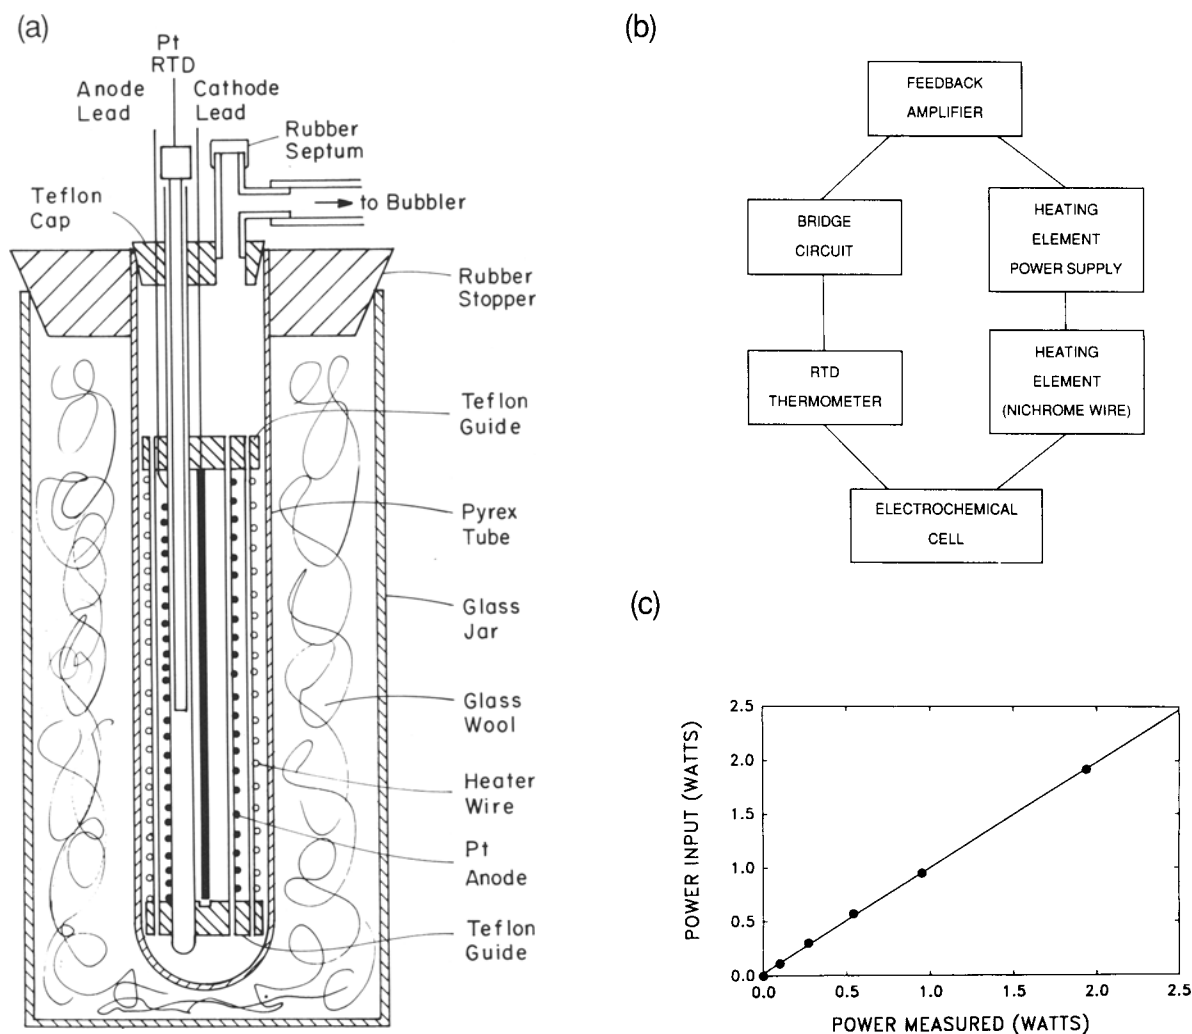 (a)
Pt
RTD
Anode
Lead
Cathode
Lead
Rubber
Septum
to Bubbler
Teflon
Cap
Rubber
Stopper
Teflon
Guide
Pyrex
Tube
Glass
Jar
Glass
Wool
Heater
Wire
Pt
Anode
Teflon
Guide
(b)
FEEDBACK
AMPLIFIER
BRIDGE
CIRCUIT
HEATING
ELEMENT
POWER SUPPLY
RTD
THERMOMETER
HEATING
ELEMENT
(NICHROME WIRE)
ELECTROCHEMICAL
CELL
(c)
POWER INPUT (WATTS)
2.5
2.0
1.5
1.0
0.5
0.0
0.0 0.5 1.0 1.5 2.0 2.5
POWER MEASURED (WATTS)